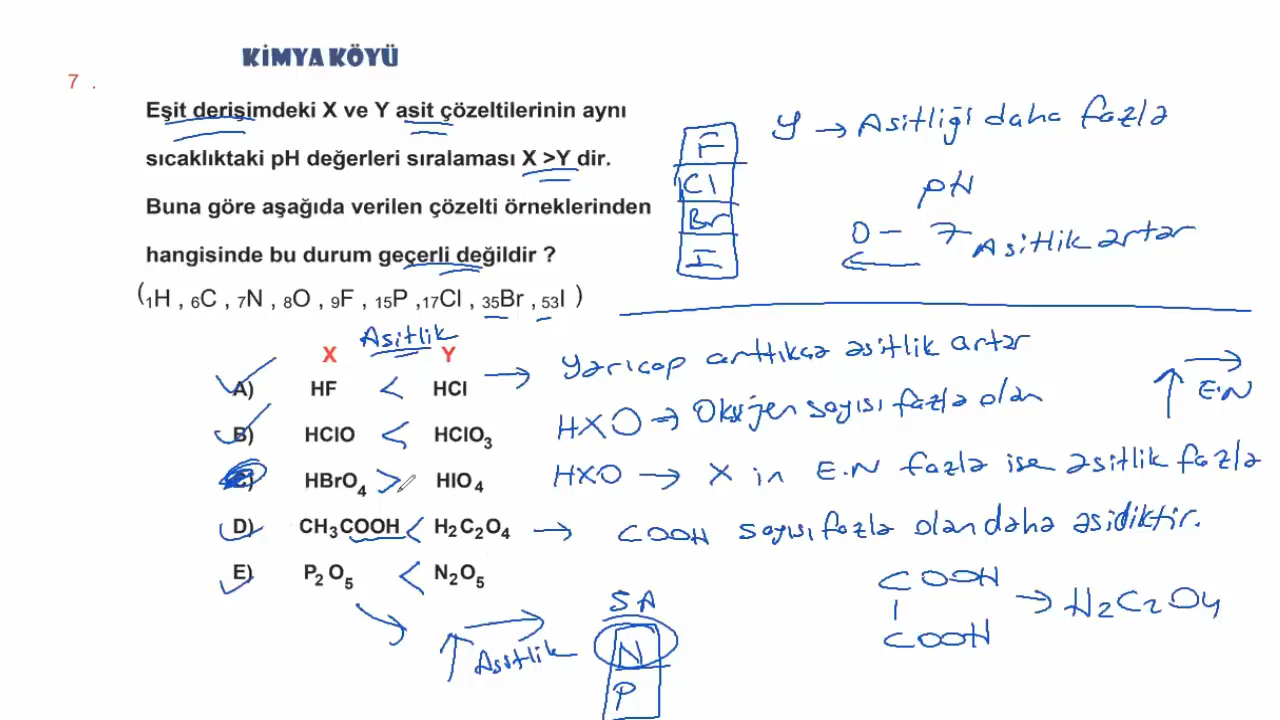 KİMYA KÖYÜ
7 .
Eşit derişimdeki X ve Y asit çözeltilerinin aynı
sıcaklıktaki pH değerleri sıralaması X >Y dir.
Buna göre aşağıda verilen çözelti örneklerinden
hangisinde bu durum geçerli değildir ?
(₁H , ₆C , ₇N , ₈O , ₉F , ₁₅P ,₁₇Cl , ₃₅Br , ₅₃I )
F
Cl
Br
I
Y → Asitliği daha fazla
pH
0 – 7 Asitlik artar
←
X Asitlik Y
A) HF < HCl → Yarıçap arttıkça asitlik artar
B) HClO < HClO₃ HXO → Oksijen sayısı fazla olan
↑ → E.N
C) HBrO₄ > HIO₄ HXO → X in E.N fazla ise asitlik fazla
D) CH₃COOH < H₂C₂O₄ → COOH sayısı fazla olan daha asidiktir.
E) P₂O₅ < N₂O₅
COOH
COOH → H₂C₂O₄
↑ → Asitlik
5A
N
P